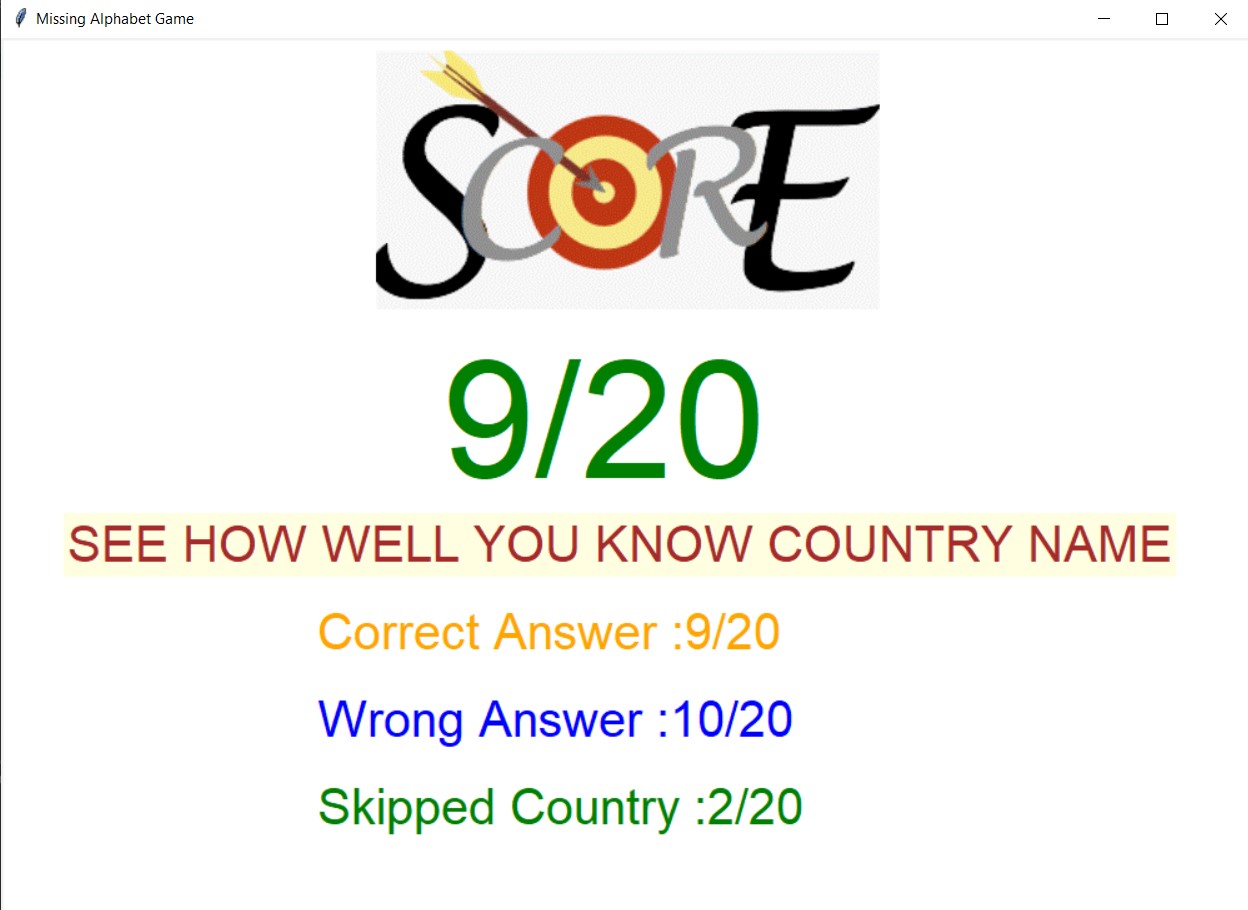 Missing Alphabet Game
SCORE
9/20
SEE HOW WELL YOU KNOW COUNTRY NAME
Correct Answer :9/20
Wrong Answer :10/20
Skipped Country :2/20